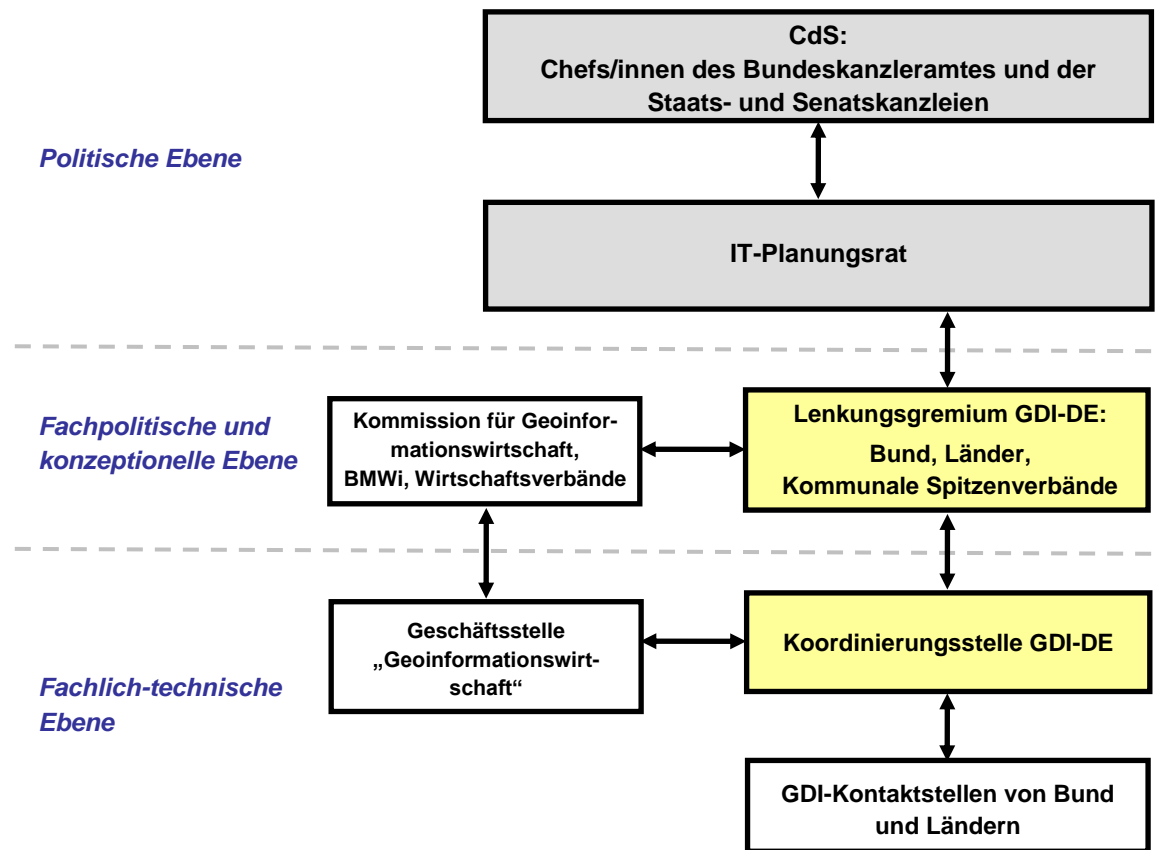 CdS:
Chefs/innen des Bundeskanzleramtes und der
Staats- und Senatskanzleien
Politische Ebene
IT-Planungsrat
Fachpolitische und
konzeptionelle Ebene
Kommission für Geoinfor-
mationswirtschaft,
BMWi, Wirtschaftsverbände
Lenkungsgremium GDI-DE:
Bund, Länder,
Kommunale Spitzenverbände
Geschäftsstelle
„Geoinformationswirt-
schaft“
Koordinierungsstelle GDI-DE
Fachlich-technische
Ebene
GDI-Kontaktstellen von Bund
und Ländern